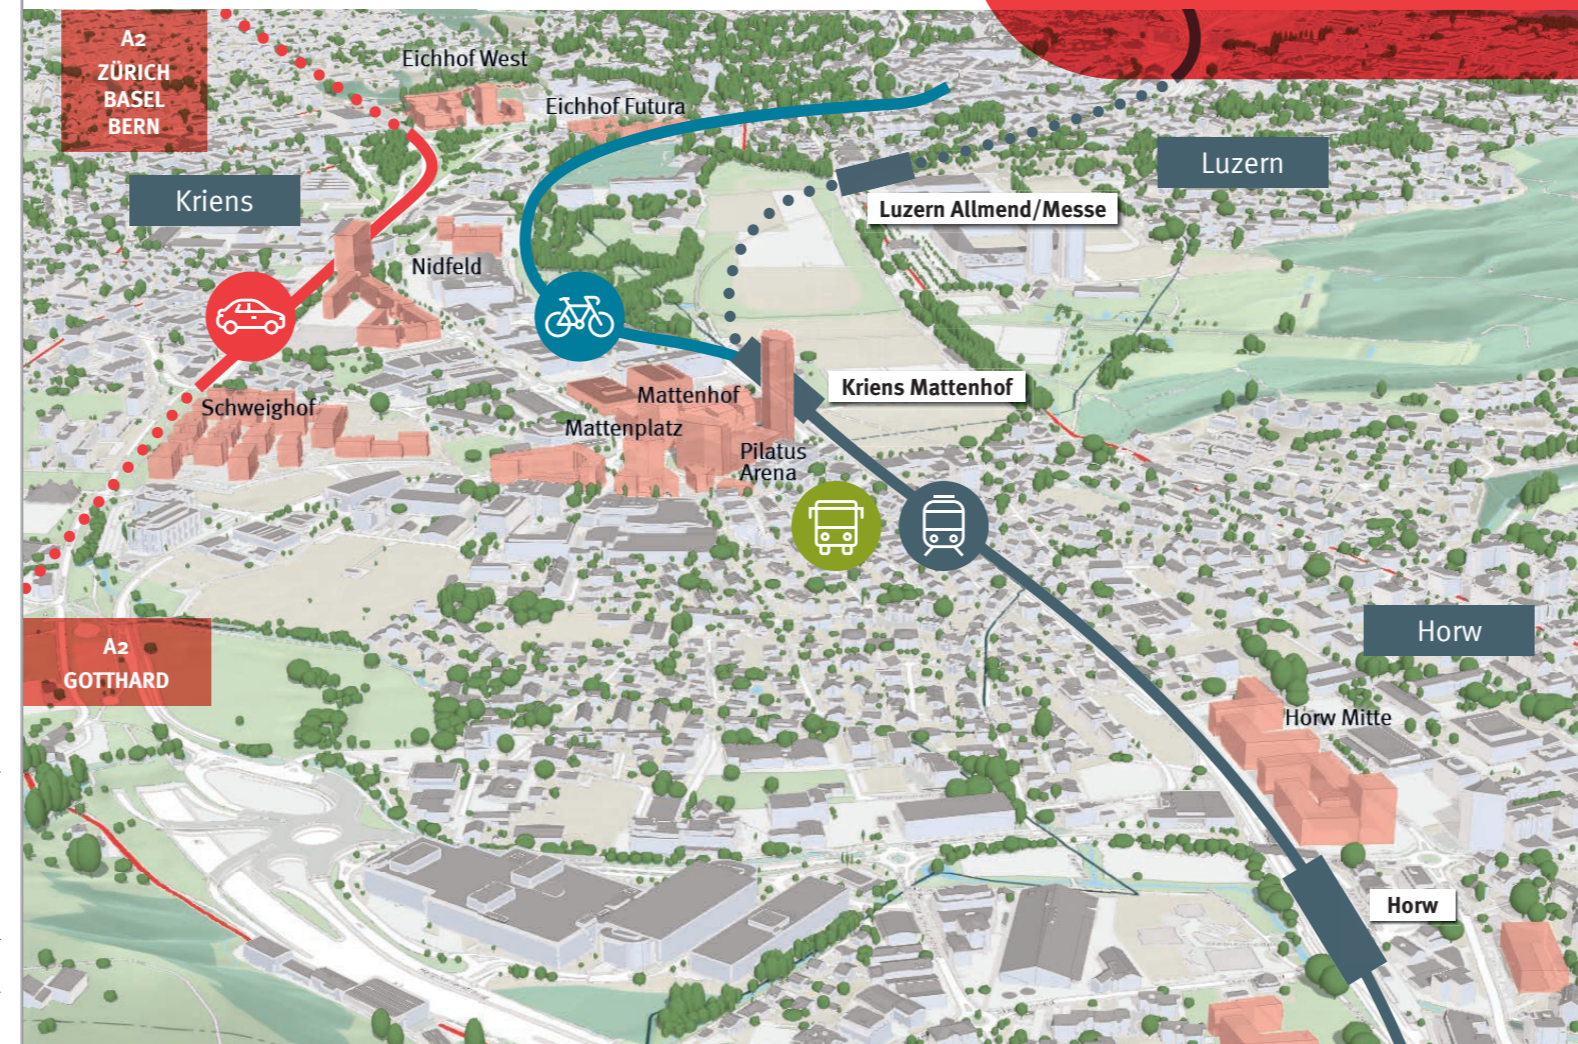 A2
ZÜRICH
BASEL
BERN
Eichhof West
Eichhof Futura
Kriens
Luzern
Luzern Allmend/Messe
Nidfeld
Kriens Mattenhof
Mattenhof
Schweighof
Mattenplatz
Pilatus
Arena
A2
GOTTHARD
Horw
Horw Mitte
Horw